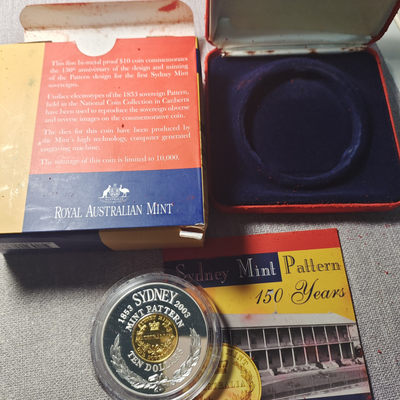 This fine bi-metal proof $10 coin commemorates
the 150th anniversary of the design and minting
of the Pattern design for the first Sydney Mint
sovereigns.
Uniface electrotypes of the 1853 sovereign Pattern,
held in the National Coin Collection in Canberra
have been used to reproduce the sovereign obverse
and reverse images on the commemorative coin.
The dies for this coin have been produced by
the Mint's high technology, computer generated
engraving machine.
The mintage of this coin is limited to 10,000.
ROYAL AUSTRALIAN MINT
Sydney Mint Pattern
150 Years
1853 SYDNEY 2003
MINT PATTERN
TEN DOLLARS